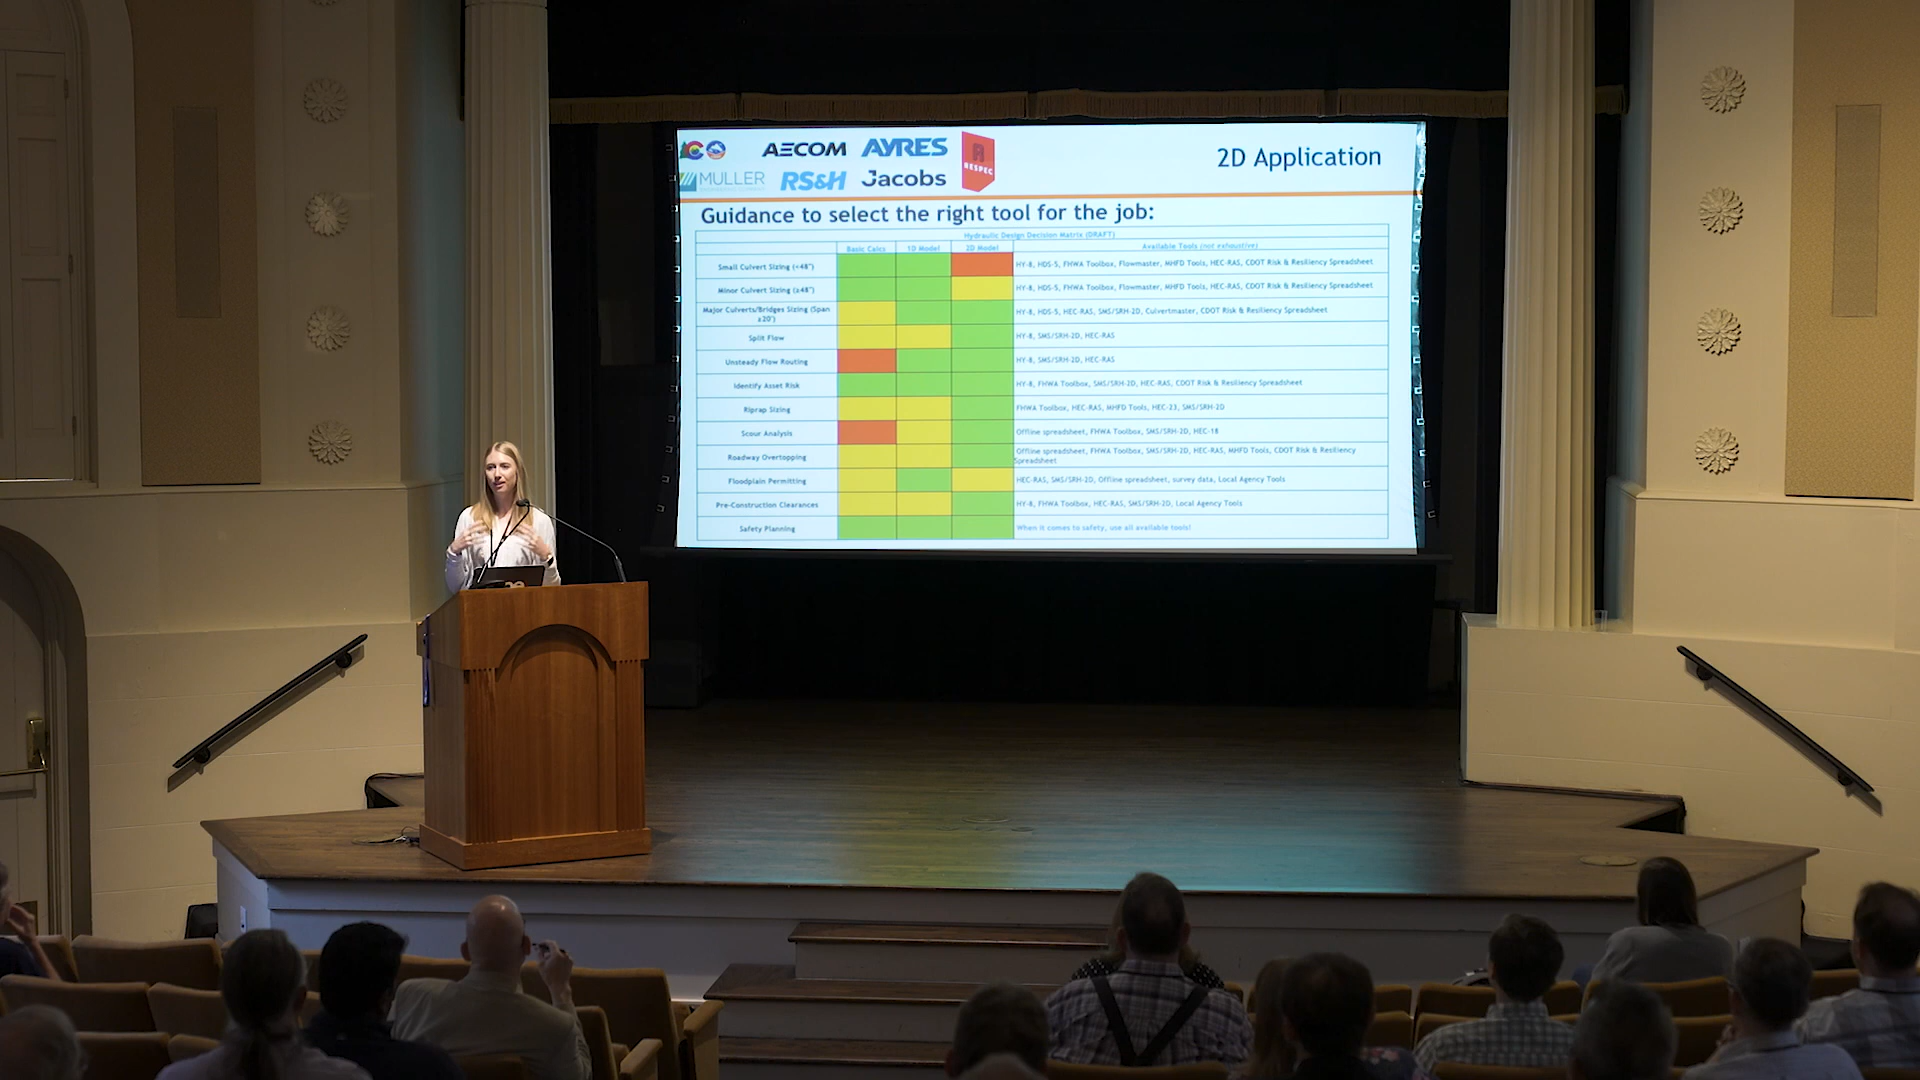 AECOM AYRES
RESPEC
MULLER RS&H Jacobs
2D Application
Guidance to select the right tool for the job:
Hydraulic Design Decision Matrix (DRAFT)
Basic Calcs 1D Model 2D Model Available Tools (not exhaustive)
Small Culvert Sizing (<48") HY-8, HDS-5, FHWA Toolbox, Flowmaster, MHFD Tools, HEC-RAS, CDOT Risk & Resiliency Spreadsheet
Minor Culvert Sizing (≥48") HY-8, HDS-5, FHWA Toolbox, Flowmaster, MHFD Tools, HEC-RAS, CDOT Risk & Resiliency Spreadsheet
Major Culverts/Bridges Sizing (Span
≥20') HY-8, HDS-5, HEC-RAS, SMS/SRH-2D, Culvertmaster, CDOT Risk & Resiliency Spreadsheet
Split Flow HY-8, SMS/SRH-2D, HEC-RAS
Unsteady Flow Routing HY-8, SMS/SRH-2D, HEC-RAS
Identify Asset Risk HY-8, FHWA Toolbox, SMS/SRH-2D, HEC-RAS, CDOT Risk & Resiliency Spreadsheet
Riprap Sizing FHWA Toolbox, HEC-RAS, MHFD Tools, HEC-23, SMS/SRH-2D
Scour Analysis Offline spreadsheet, FHWA Toolbox, SMS/SRH-2D, HEC-18
Roadway Overtopping Offline spreadsheet, FHWA Toolbox, SMS/SRH-2D, HEC-RAS, MHFD Tools, CDOT Risk & Resiliency
Spreadsheet
Floodplain Permitting HEC-RAS, SMS/SRH-2D, Offline spreadsheet, survey data, Local Agency Tools
Pre-Construction Clearances HY-8, FHWA Toolbox, HEC-RAS, SMS/SRH-2D, Local Agency Tools
Safety Planning When it comes to safety, use all available tools!